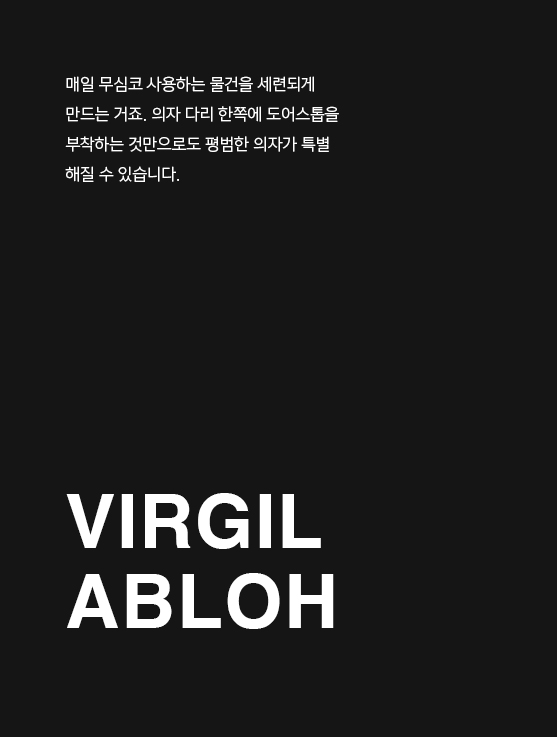 매일 무심코 사용하는 물건을 세련되게
만드는 거죠. 의자 다리 한쪽에 도어스톱을
부착하는 것만으로도 평범한 의자가 특별
해질 수 있습니다.
VIRGIL
ABLOH